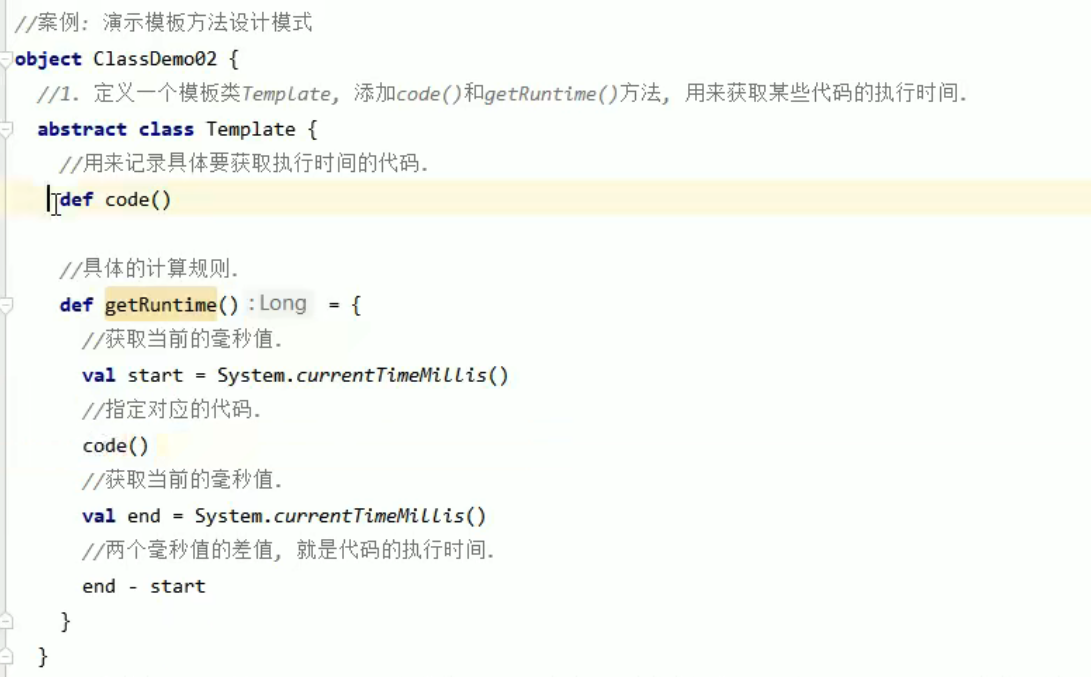 //案例: 演示模板方法设计模式
object ClassDemo02 {
//1. 定义一个模板类Template, 添加code()和getRuntime()方法, 用来获取某些代码的执行时间.
abstract class Template {
//用来记录具体要获取执行时间的代码.
def code()
//具体的计算规则.
def getRuntime() : Long = {
//获取当前的毫秒值.
val start = System.currentTimeMillis()
//指定对应的代码.
code()
//获取当前的毫秒值.
val end = System.currentTimeMillis()
//两个毫秒值的差值, 就是代码的执行时间.
end - start
}
}